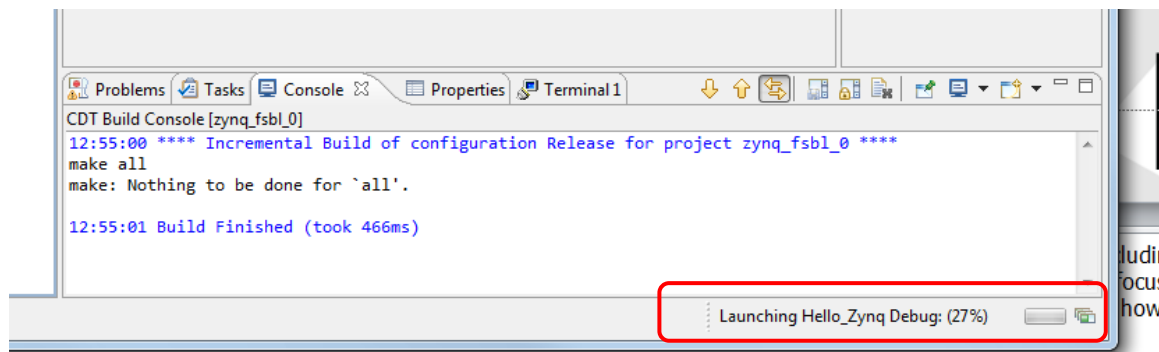 Problems Tasks Console Properties Terminal 1
CDT Build Console [zynq_fsbl_0]
12:55:00 **** Incremental Build of configuration Release for project zynq_fsbl_0 ****
make all
make: Nothing to be done for `all'.
12:55:01 Build Finished (took 466ms)
Launching Hello_Zynq Debug: (27%)